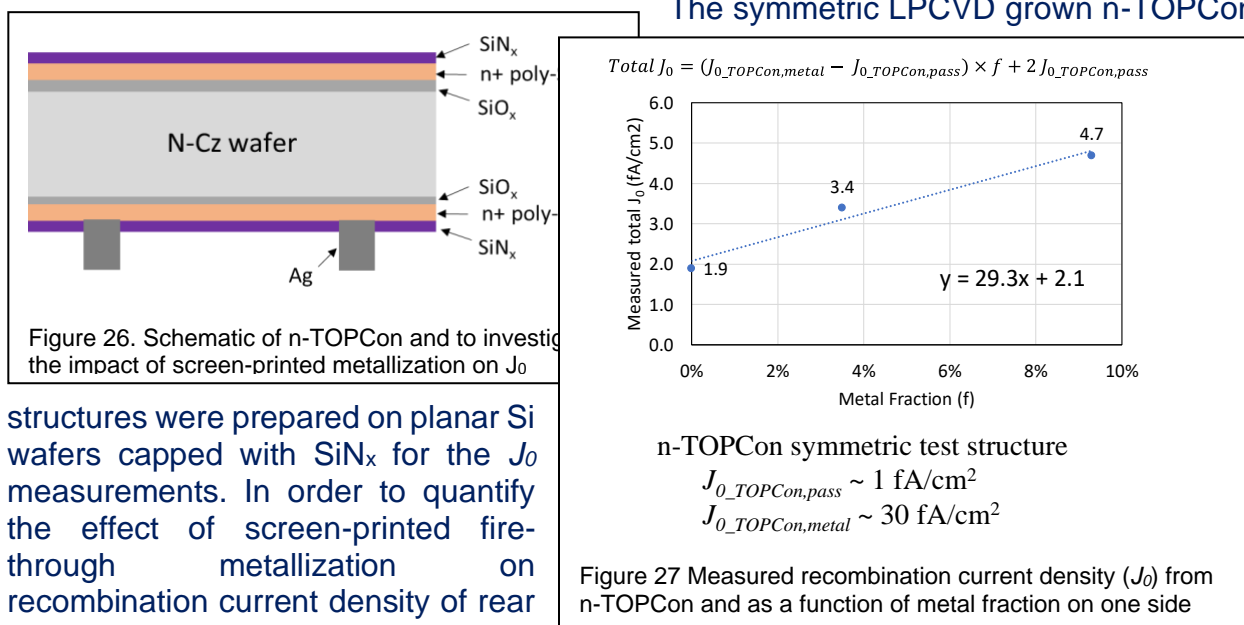 The symmetric LPCVD grown n-TOPCon
SiNₓ
n+ poly-
SiOₓ
N-Cz wafer
SiOₓ
n+ poly-
SiNₓ
Ag
Figure 26. Schematic of n-TOPCon and to investig
the impact of screen-printed metallization on J₀
structures were prepared on planar Si
wafers capped with SiNₓ for the J₀
measurements. In order to quantify
the effect of screen-printed fire-
through metallization on
recombination current density of rear
Total J₀ = (J₀_TOPCon,metal − J₀_TOPCon,pass) × f + 2 J₀_TOPCon,pass
Measured total J₀ (fA/cm2)
6.0
5.0
4.0
3.0
2.0
1.0
0.0
1.9
3.4
4.7
y = 29.3x + 2.1
0% 2% 4% 6% 8% 10%
Metal Fraction (f)
n-TOPCon symmetric test structure
J₀_TOPCon,pass ~ 1 fA/cm²
J₀_TOPCon,metal ~ 30 fA/cm²
Figure 27 Measured recombination current density (J₀) from
n-TOPCon and as a function of metal fraction on one side